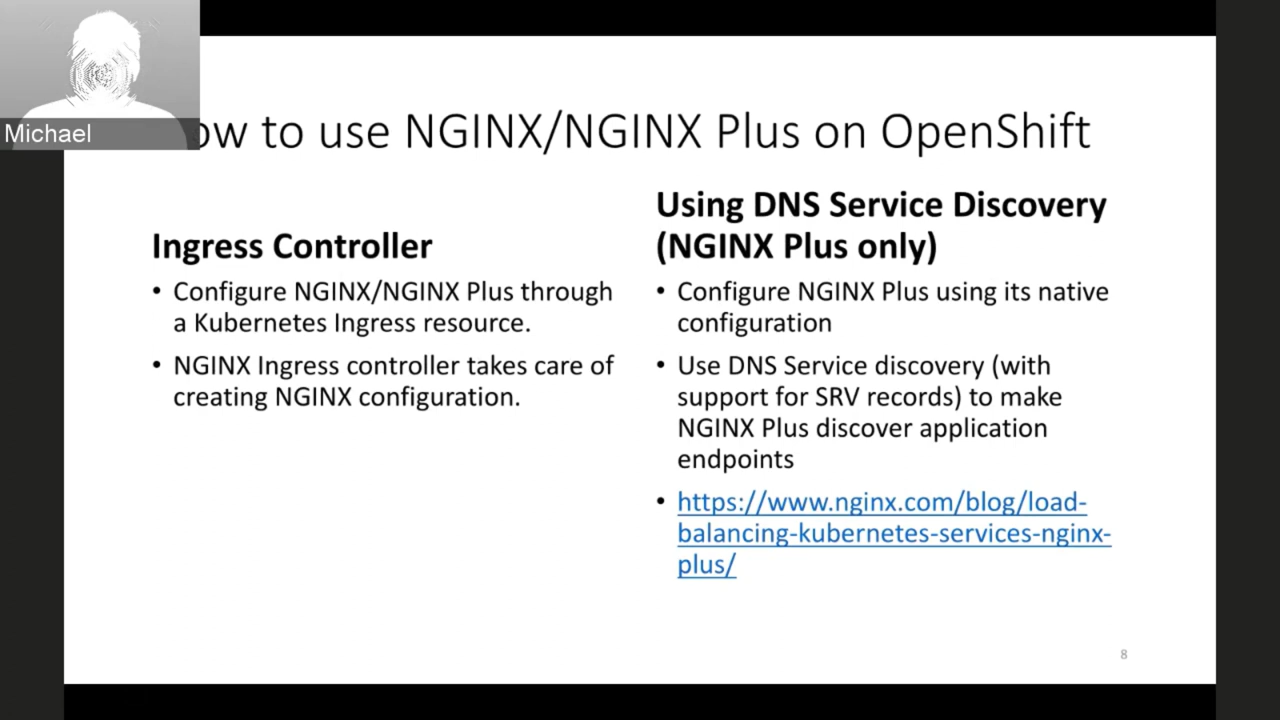 Michael
ow to use NGINX/NGINX Plus on OpenShift
Ingress Controller
• Configure NGINX/NGINX Plus through
a Kubernetes Ingress resource.
• NGINX Ingress controller takes care of
creating NGINX configuration.
Using DNS Service Discovery
(NGINX Plus only)
• Configure NGINX Plus using its native
configuration
• Use DNS Service discovery (with
support for SRV records) to make
NGINX Plus discover application
endpoints
• https://www.nginx.com/blog/load-
balancing-kubernetes-services-nginx-
plus/
8